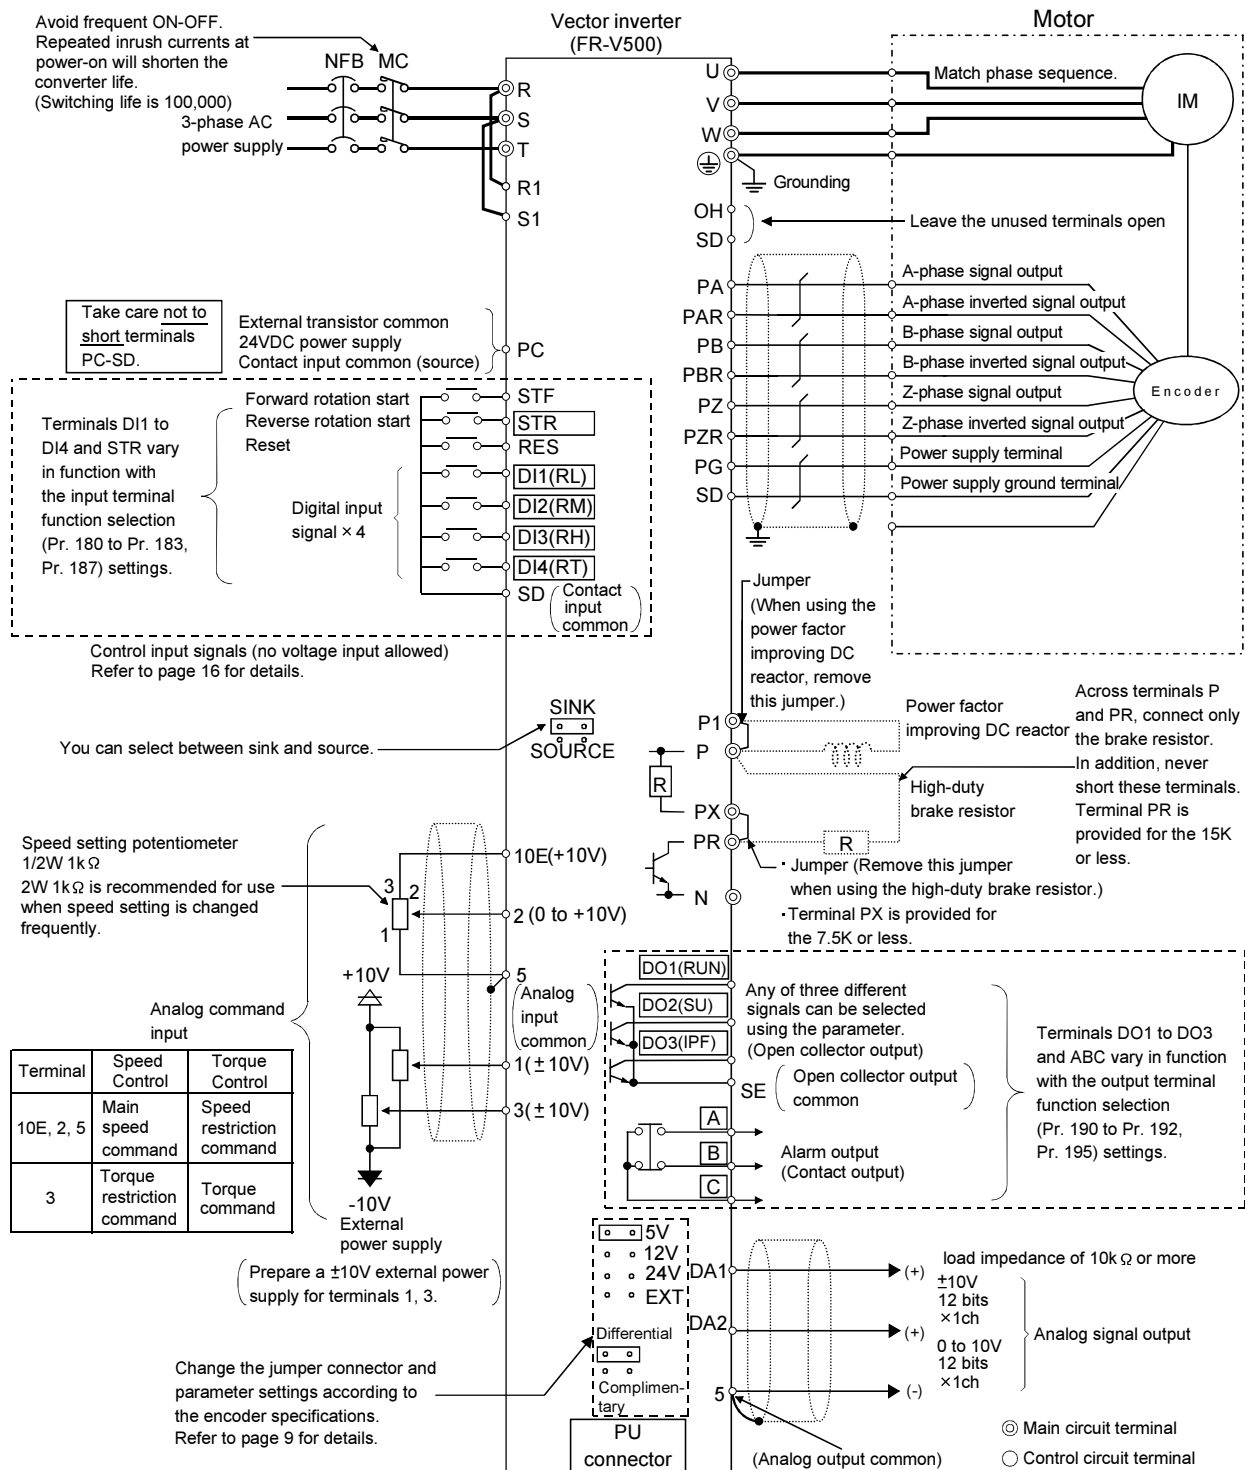 Avoid frequent ON-OFF.
Repeated inrush currents at
power-on will shorten the
converter life.
(Switching life is 100,000)
3-phase AC
power supply
NFB
MC
Vector inverter
(FR-V500)
R
S
T
R1
S1
Motor
U
V
W
Match phase sequence.
IM
Grounding
OH
SD
Leave the unused terminals open
PA
A-phase signal output
PAR
A-phase inverted signal output
PB
B-phase signal output
PBR
B-phase inverted signal output
PZ
Z-phase signal output
PZR
Z-phase inverted signal output
PG
Power supply terminal
SD
Power supply ground terminal
Encoder
Take care not to
short terminals
PC-SD.
External transistor common
24VDC power supply
Contact input common (source)
PC
Terminals DI1 to
DI4 and STR vary
in function with
the input terminal
function selection
(Pr. 180 to Pr. 183,
Pr. 187) settings.
Forward rotation start
Reverse rotation start
Reset
Digital input
signal × 4
STF
STR
RES
DI1(RL)
DI2(RM)
DI3(RH)
DI4(RT)
SD
(Contact
input
common)
Control input signals (no voltage input allowed)
Refer to page 16 for details.
You can select between sink and source.
SINK
SOURCE
Jumper
(When using the
power factor
improving DC
reactor, remove
this jumper.)
P1
P
R
PX
PR
N
Power factor
improving DC reactor
High-duty
brake resistor
R
Across terminals P
and PR, connect only
the brake resistor.
In addition, never
short these terminals.
Terminal PR is
provided for the 15K
or less.
・Jumper (Remove this jumper
when using the high-duty brake resistor.)
・Terminal PX is provided for
the 7.5K or less.
Speed setting potentiometer
1/2W 1kΩ
2W 1kΩ is recommended for use
when speed setting is changed
frequently.
3
2
1
10E(+10V)
2 (0 to +10V)
5
(Analog
input
common)
1(±10V)
3(±10V)
Analog command
input
+10V
-10V
External
power supply
(Prepare a ±10V external power
supply for terminals 1, 3.)
Terminal
Speed
Control
Torque
Control
10E, 2, 5
Main
speed
command
Speed
restriction
command
3
Torque
restriction
command
Torque
command
DO1(RUN)
DO2(SU)
DO3(IPF)
Any of three different
signals can be selected
using the parameter.
(Open collector output)
SE
(Open collector output
common)
A
B
C
Alarm output
(Contact output)
Terminals DO1 to DO3
and ABC vary in function
with the output terminal
function selection
(Pr. 190 to Pr. 192,
Pr. 195) settings.
5V
12V
24V
EXT
Differential
Complimen-
tary
Change the jumper connector and
parameter settings according to
the encoder specifications.
Refer to page 9 for details.
PU
connector
DA1
DA2
5
(+)
(+)
(-)
load impedance of 10kΩ or more
±10V
12 bits
×1ch
0 to 10V
12 bits
×1ch
Analog signal output
(Analog output common)
Main circuit terminal
Control circuit terminal